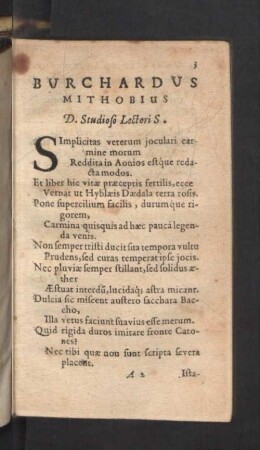 3
BVRCHARDVS
MITHOBIUS
D. Studioso Lectori S.
SImplicitas veterum joculari car-
mine morum
Reddita in Aonios estque reda-
cta modos.
Et liber hic vitæ præceptis fertilis, ecce
Vernat ut Hyblæis Dædala terra rosis.
Pone supercilium facilis, durumque ri-
gorem,
Carmina quisquis ad hæc pauca legen-
da venis.
Non semper tristi ducit sua tempora vultu
Prudens, sed curas temperat ipse jocis.
Nec pluviæ semper stillant, sed solidus æ-
ther
Æstuat interdū, lucidaq; astra micant.
Dulcia sic miscent austero sacchara Bac-
cho,
Illa vetus faciunt suavius esse merum.
Quid rigida duros imitare fronte Cato-
nes?
Nec tibi quæ non sunt scripta severa
placent.
A 2 Ista-